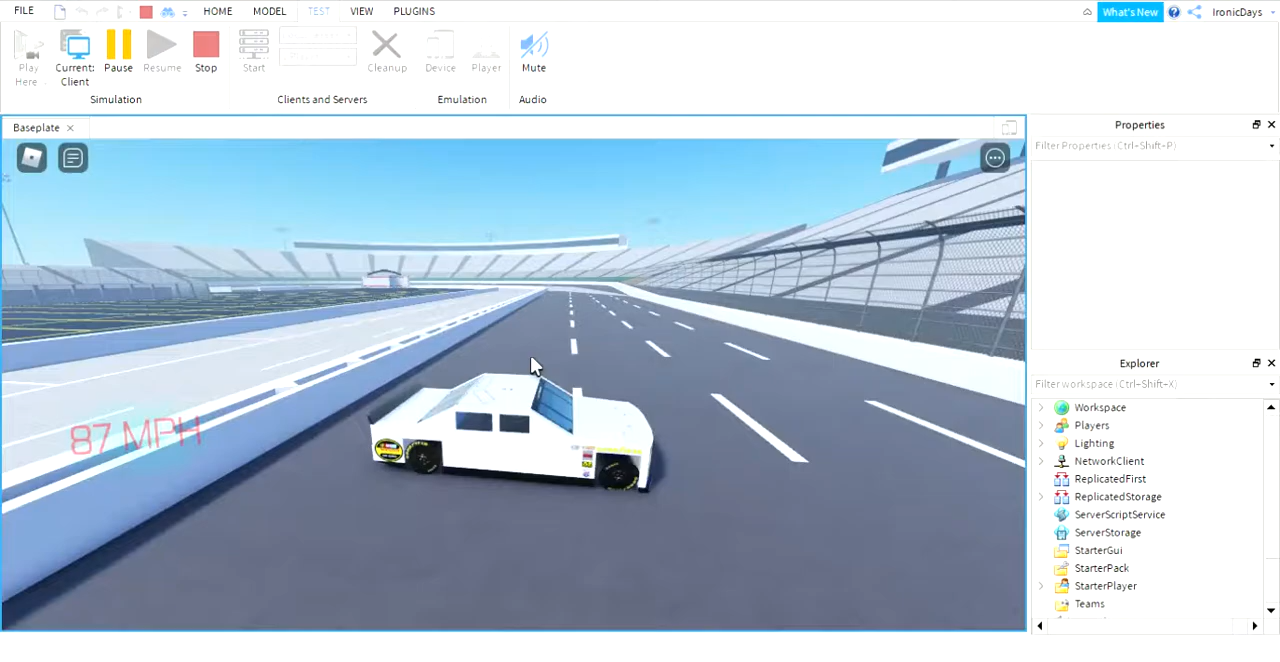 FILE
HOME
MODEL
TEST
VIEW
PLUGINS
What's New
IronicDays
Play
Here
Current:
Client
Pause
Resume
Stop
Start
Cleanup
Device
Player
Mute
Simulation
Clients and Servers
Emulation
Audio
Baseplate
Properties
Filter Properties (Ctrl+Shift+P)
87 MPH
Explorer
Filter workspace (Ctrl+Shift+X)
Workspace
Players
Lighting
NetworkClient
ReplicatedFirst
ReplicatedStorage
ServerScriptService
ServerStorage
StarterGui
StarterPack
StarterPlayer
Teams